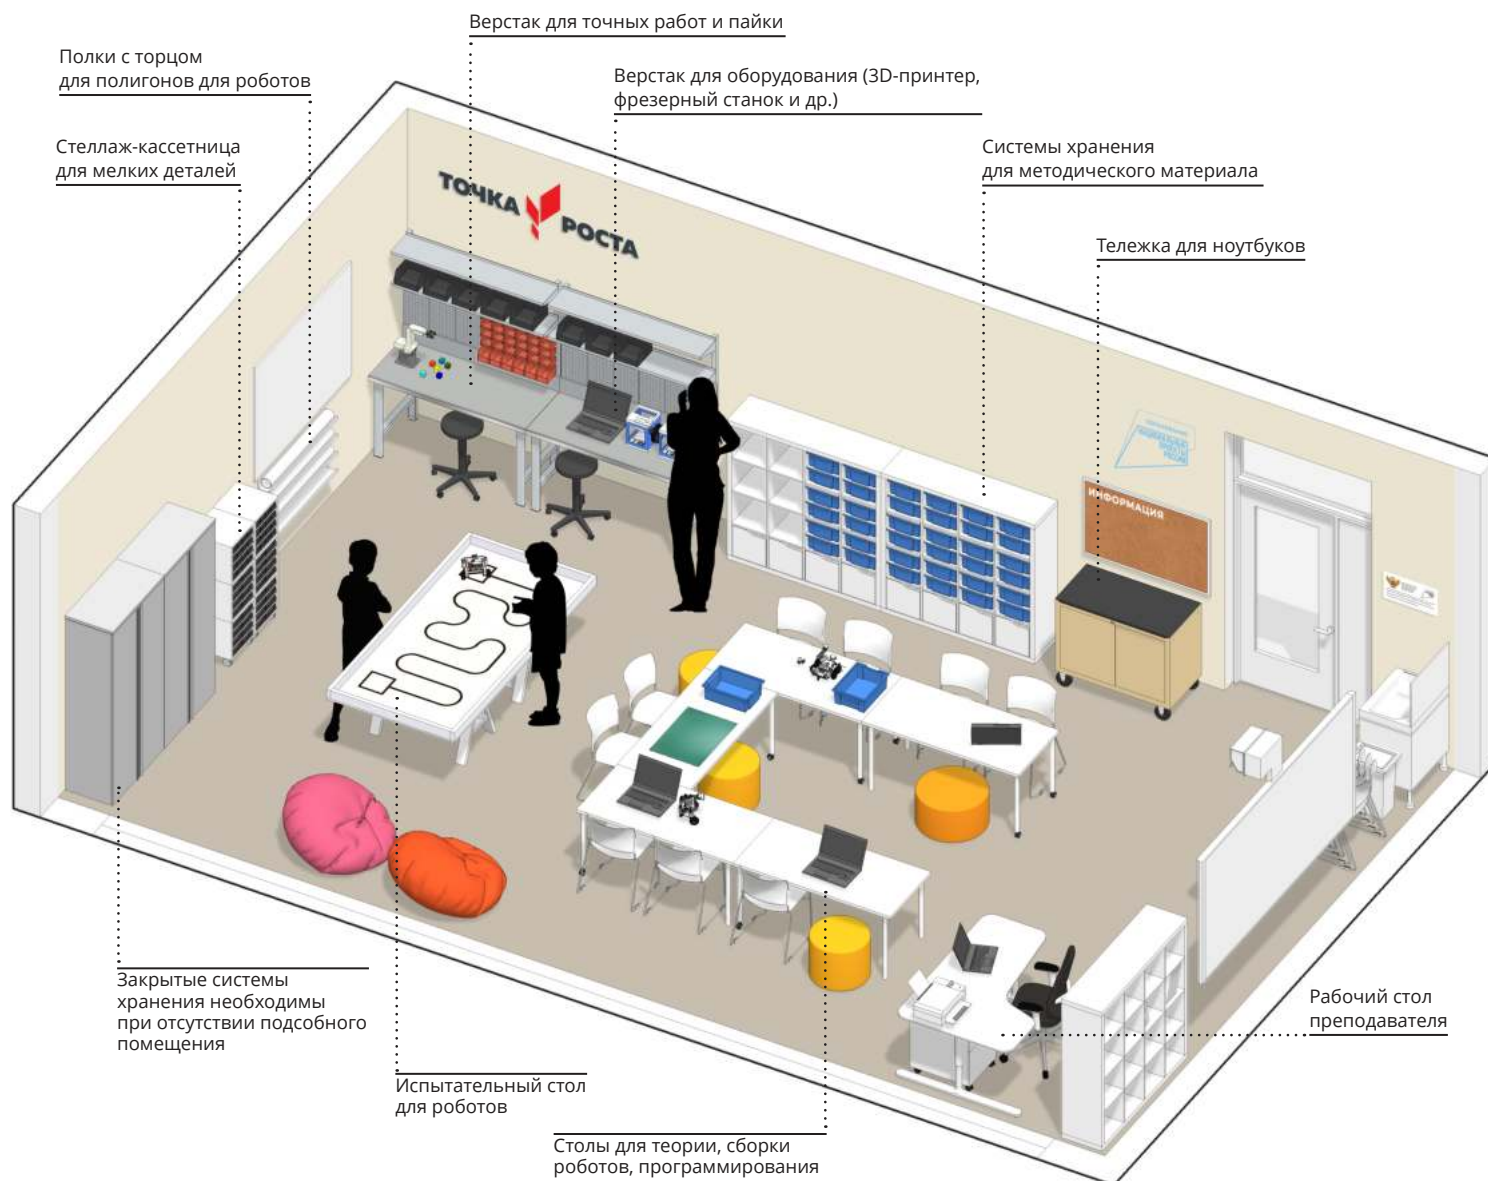 Верстак для точных работ и пайки
Полки с торцом
для полигонов для роботов
Верстак для оборудования (3D-принтер,
фрезерный станок и др.)
Стеллаж-кассетница
для мелких деталей
Системы хранения
для методического материала
Тележка для ноутбуков
ТОЧКА
РОСТА
ИНФОРМАЦИЯ
Закрытые системы
хранения необходимы
при отсутствии подсобного
помещения
Рабочий стол
преподавателя
Испытательный стол
для роботов
Столы для теории, сборки
роботов, программирования